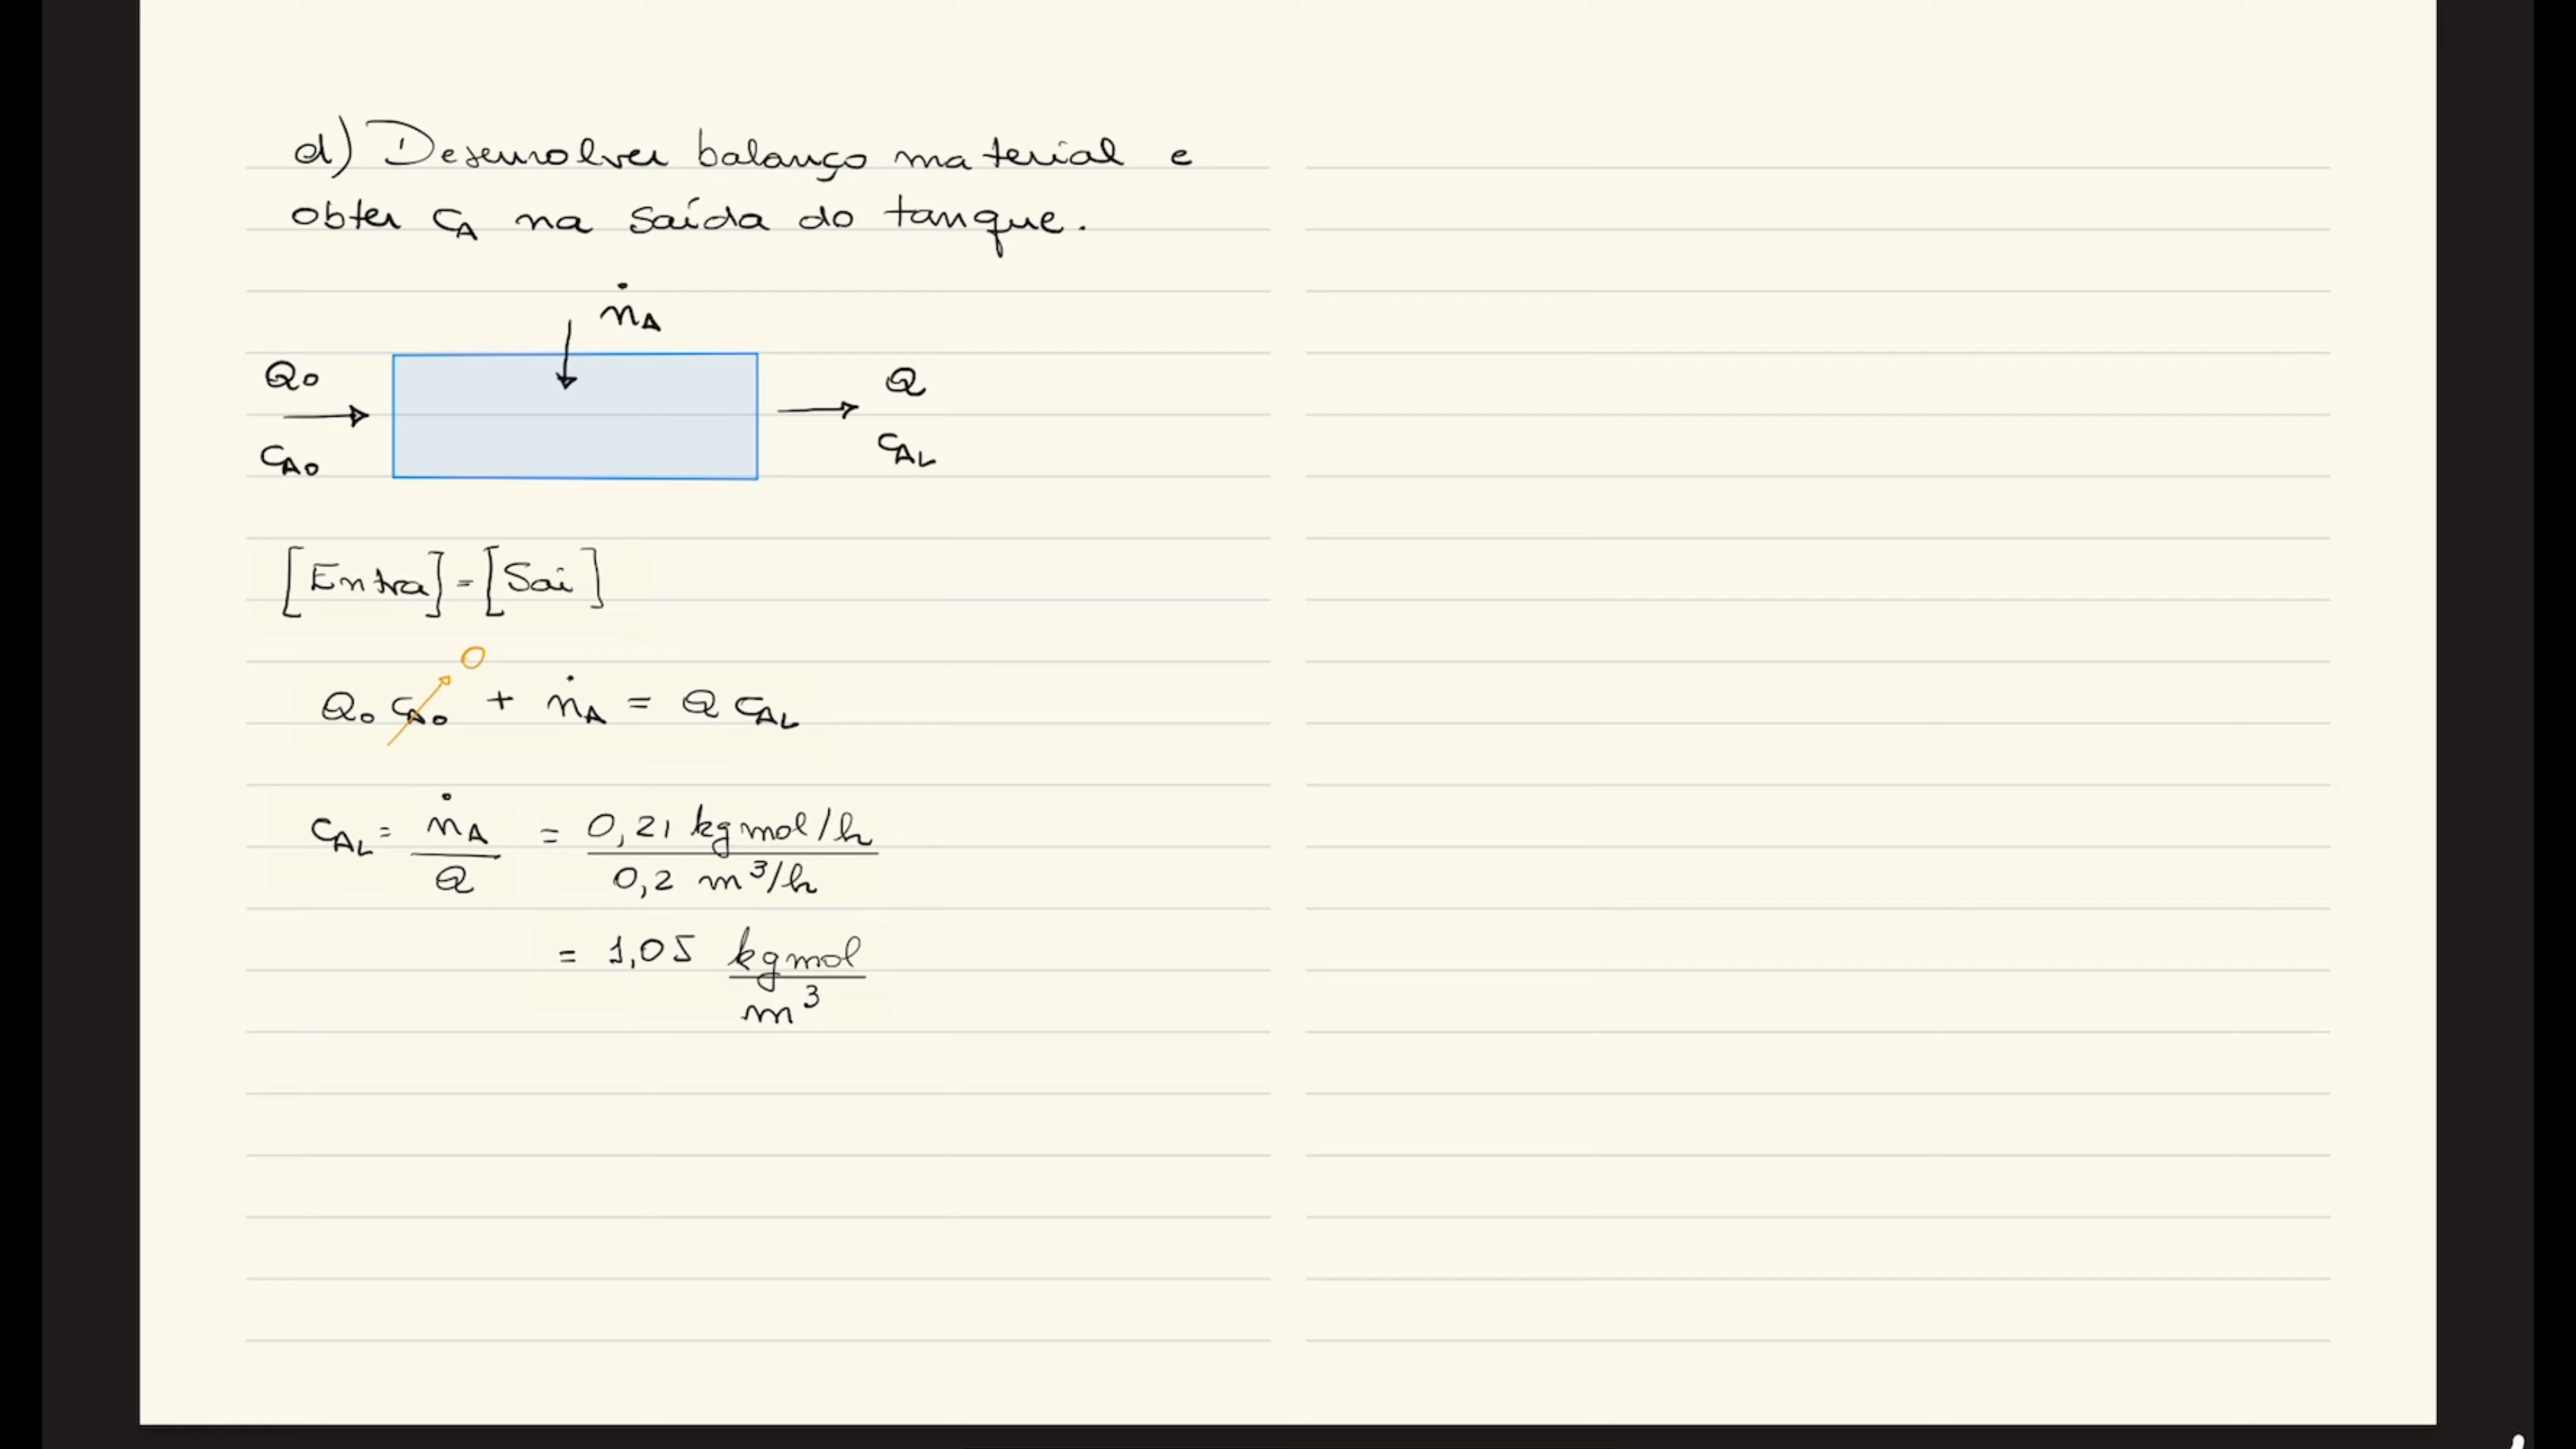 d) Desenvolver balanço material e
obter CA na saída do tanque.
ṅA
Q0
CA0
Q
CAL
[Entra] = [Sai]
0
Q0 CA0 + ṅA = Q CAL
CAL = ṅA / Q = 0,21 kgmol/h / 0,2 m³/h
= 1,05 kgmol / m³